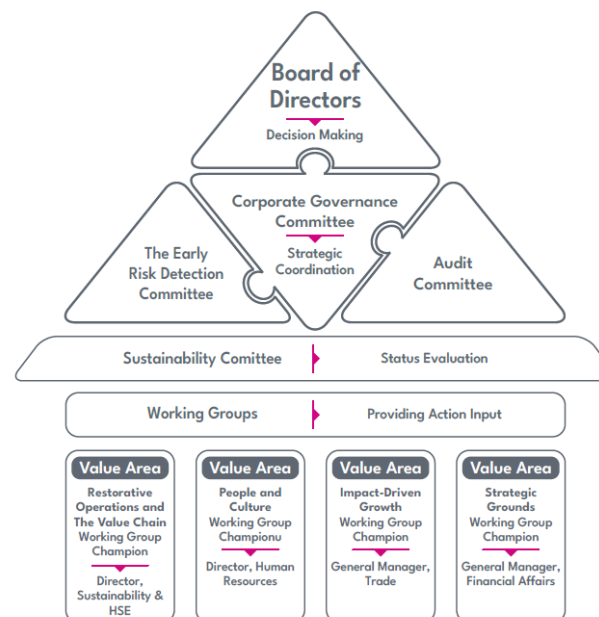 Board of
Directors
Decision Making
Corporate Governance
Committee
Strategic
Coordination
The Early
Risk Detection
Committee
Audit
Committee
Sustainability Comittee
Status Evaluation
Working Groups
Providing Action Input
Value Area
Restorative
Operations and
The Value Chain
Working Group
Champion
Director,
Sustainability &
HSE
Value Area
People and
Culture
Working Group
Championu
Director, Human
Resources
Value Area
Impact-Driven
Growth
Working Group
Champion
General Manager,
Trade
Value Area
Strategic
Grounds
Working Group
Champion
General Manager,
Financial Affairs